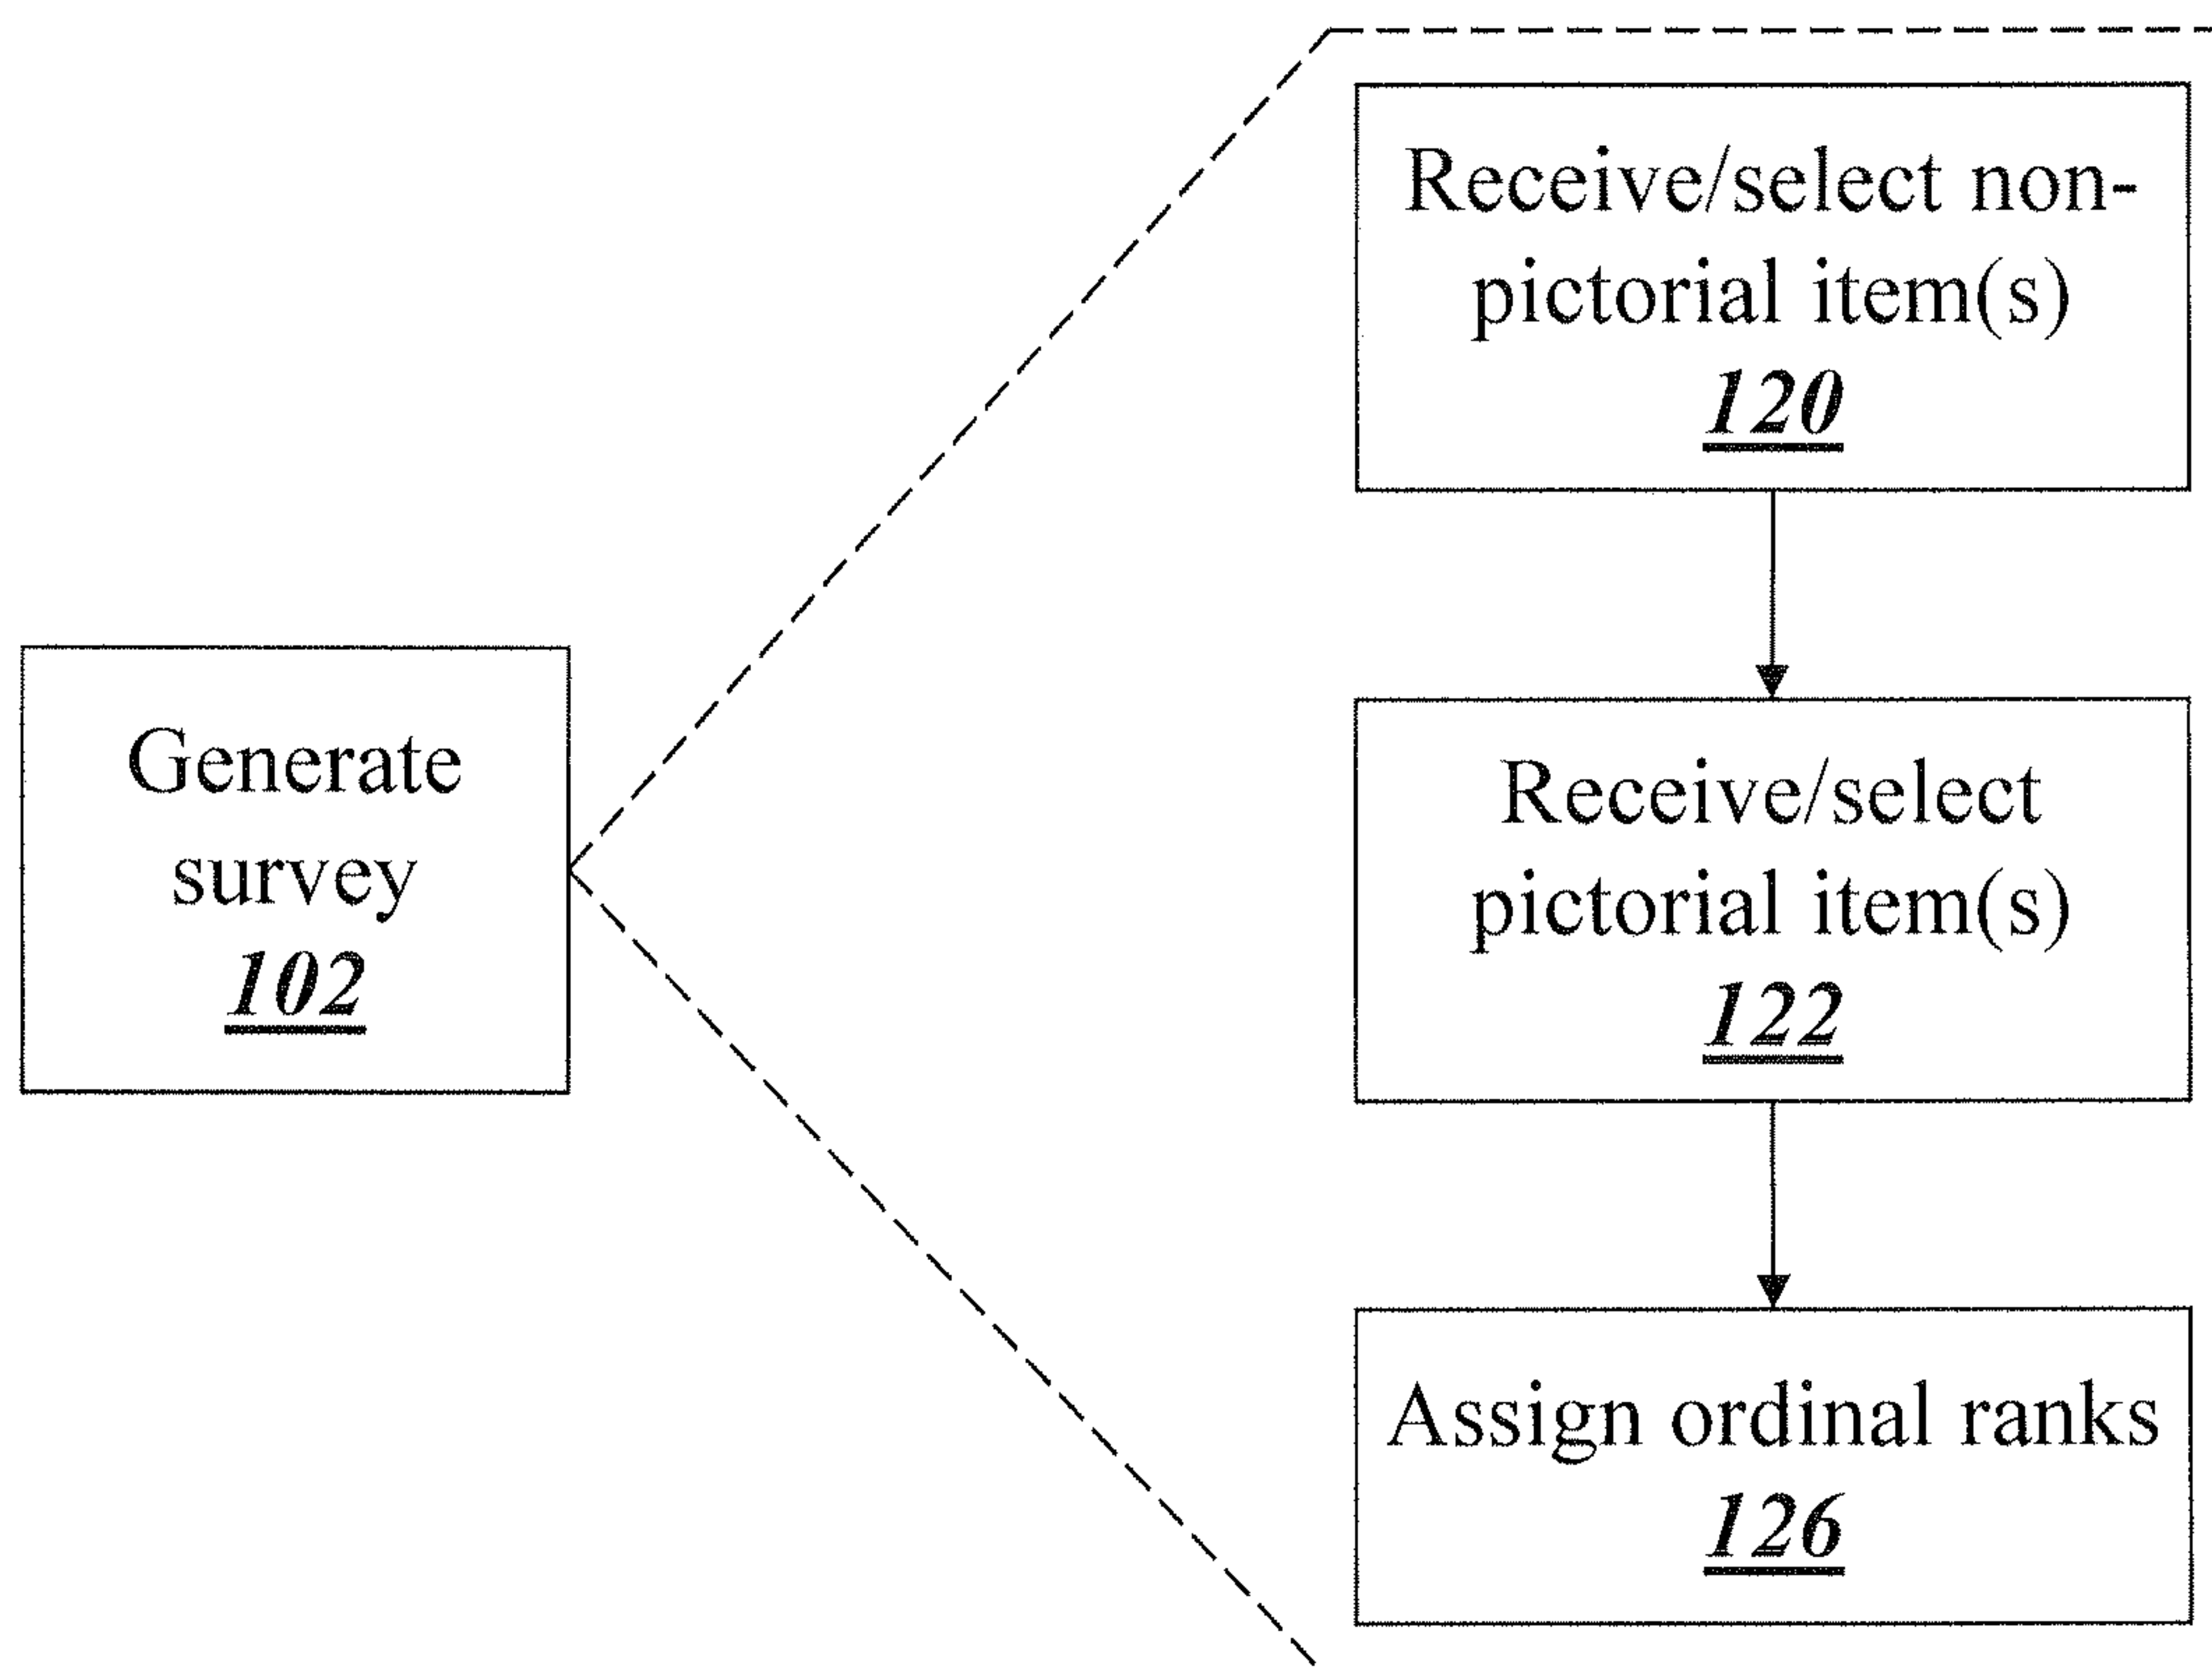 Generate
survey
102
Receive/select non-
pictorial item(s)
120
Receive/select
pictorial item(s)
122
Assign ordinal ranks
126